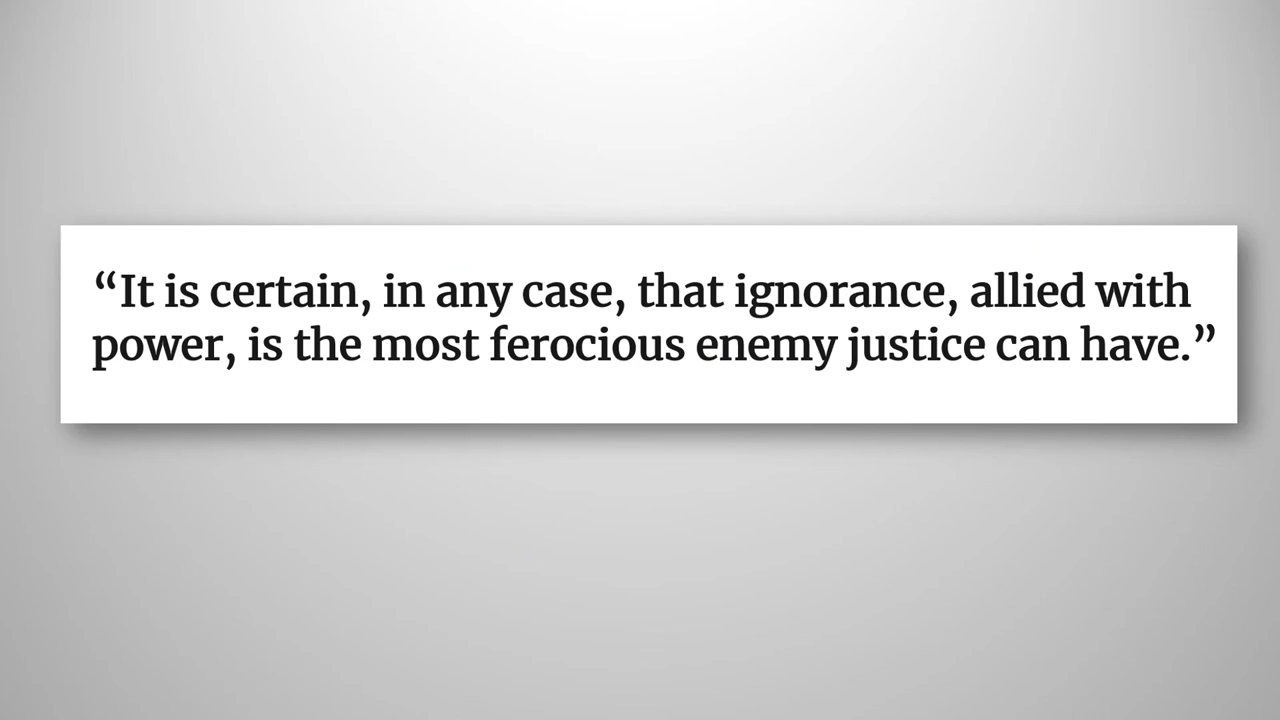 “It is certain, in any case, that ignorance, allied with
power, is the most ferocious enemy justice can have.”